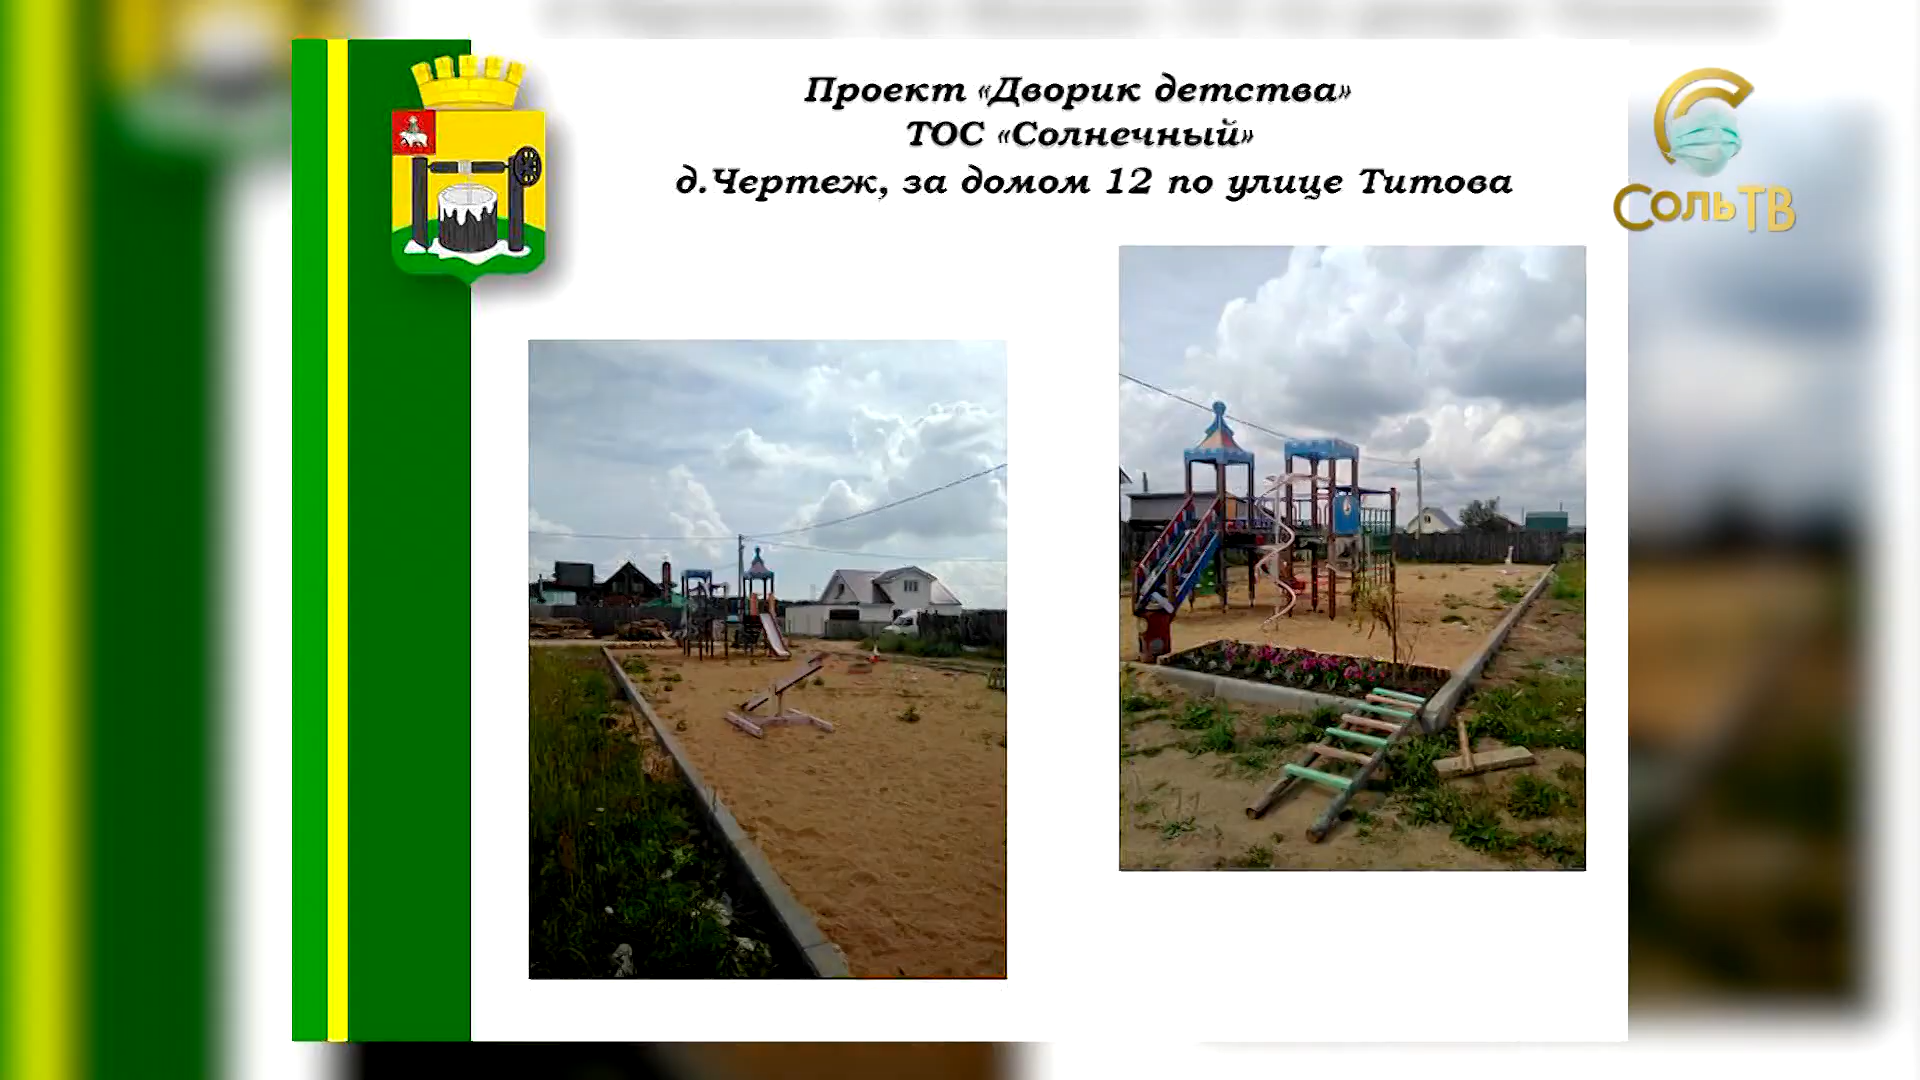 Проект «Дворик детства»
ТОС «Солнечный»
д.Чертеж, за домом 12 по улице Титова
СольТВ